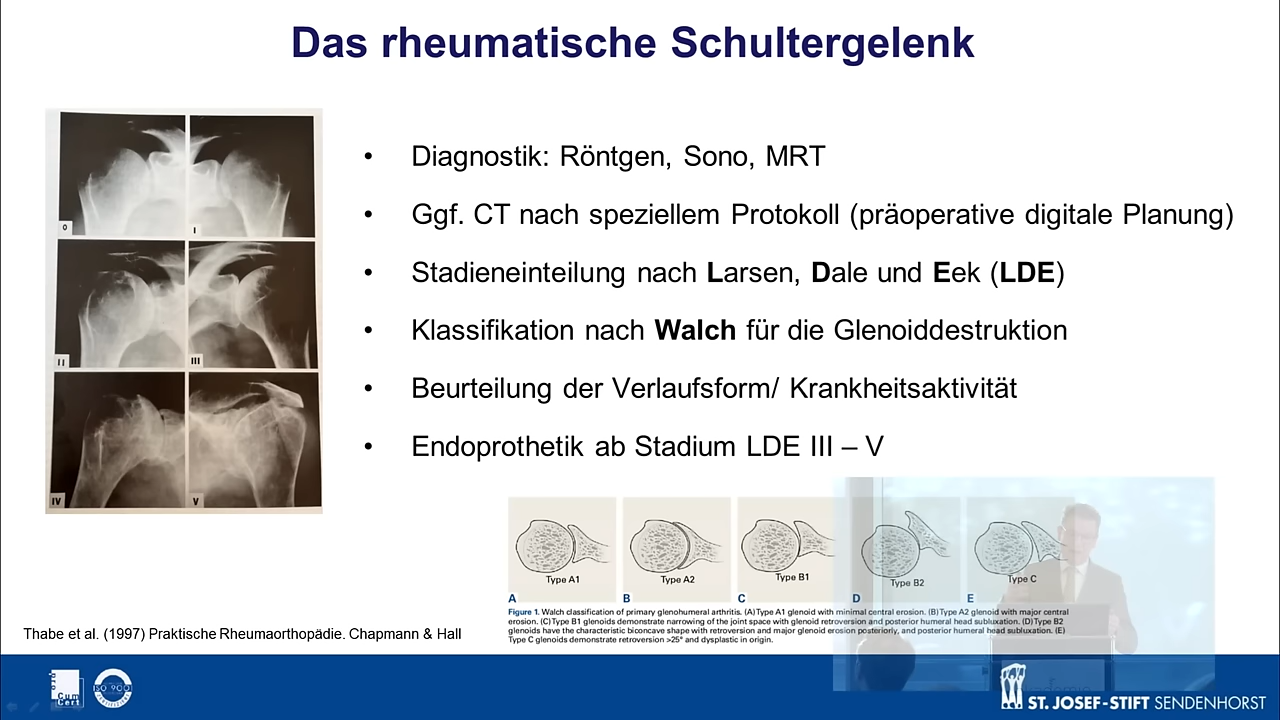 Das rheumatische Schultergelenk
0
I
II
III
IV
V
• Diagnostik: Röntgen, Sono, MRT
• Ggf. CT nach speziellem Protokoll (präoperative digitale Planung)
• Stadieneinteilung nach Larsen, Dale und Eek (LDE)
• Klassifikation nach Walch für die Glenoiddestruktion
• Beurteilung der Verlaufsform/ Krankheitsaktivität
• Endoprothetik ab Stadium LDE III – V
Type A1
Type A2
Type B1
Type B2
Type C
A
B
C
D
E
Figure 1. Walch classification of primary glenohumeral arthritis. (A) Type A1 glenoid with minimal central erosion. (B) Type A2 glenoid with major central
erosion. (C) Type B1 glenoids demonstrate narrowing of the joint space with glenoid retroversion and posterior humeral head subluxation. (D) Type B2
glenoids have the characteristic biconcave shape with retroversion and major glenoid erosion posteriorly, and posterior humeral head subluxation. (E)
Type C glenoids demonstrate retroversion >25° and dysplastic in origin.
Thabe et al. (1997) Praktische Rheumaorthopädie. Chapmann & Hall
Cum
Cert
ISO 9001
ST. JOSEF-STIFT SENDENHORST